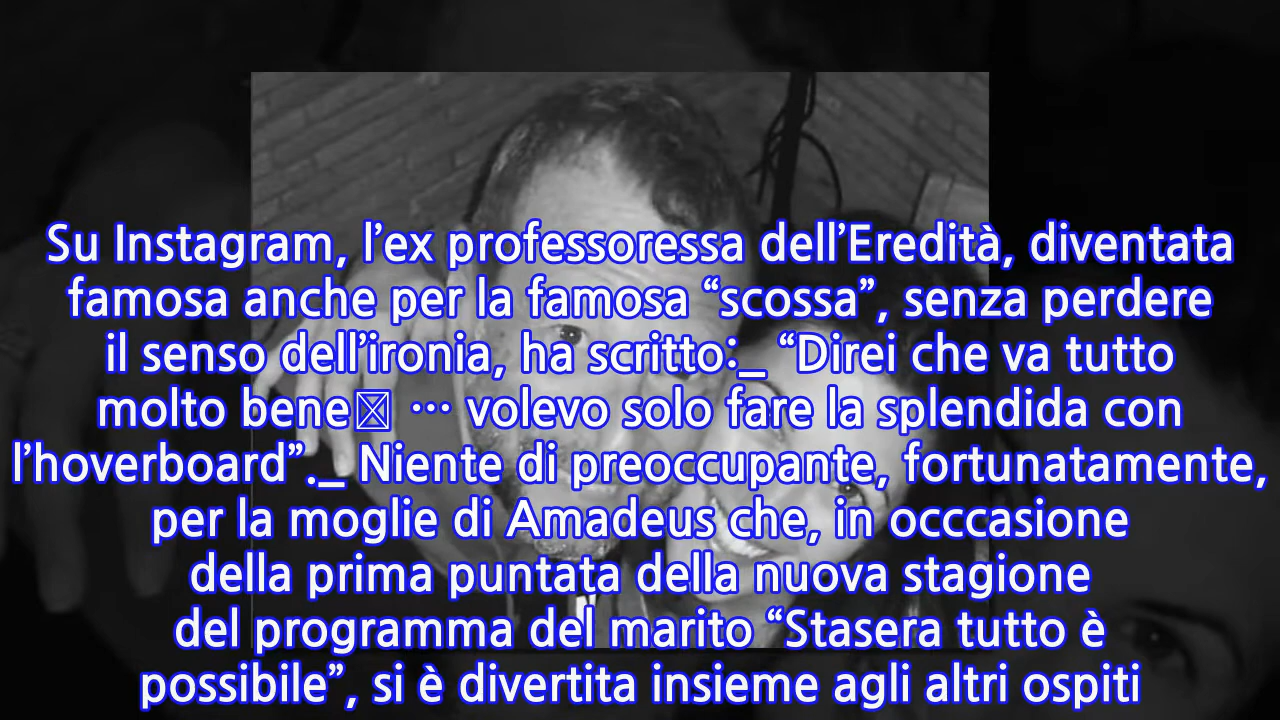 Su Instagram, l’ex professoressa dell’Eredità, diventata
famosa anche per la famosa “scossa”, senza perdere
il senso dell’ironia, ha scritto:_ “Direi che va tutto
molto bene ... volevo solo fare la splendida con
l’hoverboard”._ Niente di preoccupante, fortunatamente,
per la moglie di Amadeus che, in occcasione
della prima puntata della nuova stagione
del programma del marito “Stasera tutto è
possibile”, si è divertita insieme agli altri ospiti